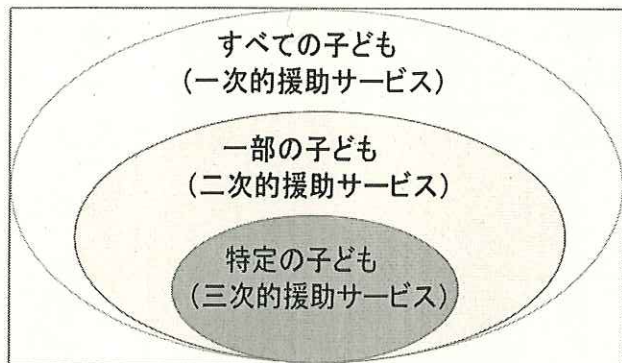 すべての子ども
(一次的援助サービス)
一部の子ども
(二次的援助サービス)
特定の子ども
(三次的援助サービス)